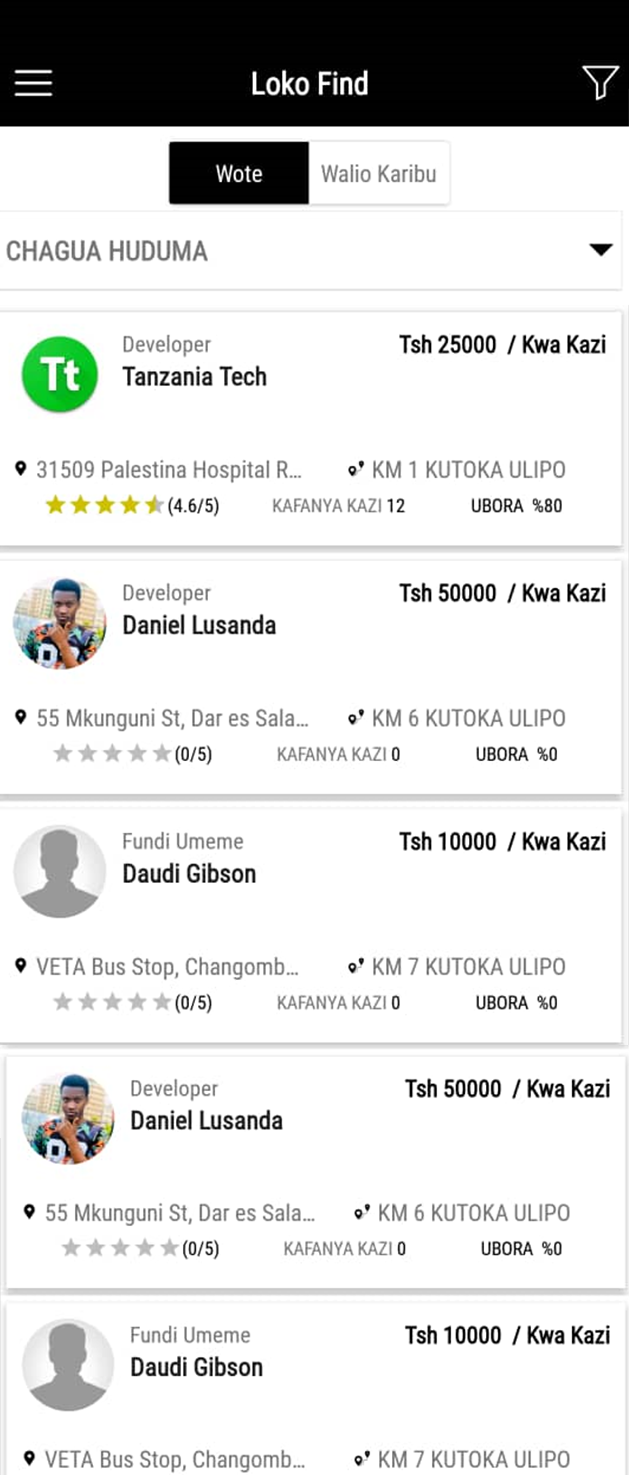 Loko Find
Wote
Walio Karibu
CHAGUA HUDUMA
Tt
Developer
Tsh 25000 / Kwa Kazi
Tanzania Tech
31509 Palestina Hospital R...
KM 1 KUTOKA ULIPO
(4.6/5)
KAFANYA KAZI 12
UBORA %80
Developer
Tsh 50000 / Kwa Kazi
Daniel Lusanda
55 Mkunguni St, Dar es Sala...
KM 6 KUTOKA ULIPO
(0/5)
KAFANYA KAZI 0
UBORA %0
Fundi Umeme
Tsh 10000 / Kwa Kazi
Daudi Gibson
VETA Bus Stop, Changomb...
KM 7 KUTOKA ULIPO
(0/5)
KAFANYA KAZI 0
UBORA %0
Developer
Tsh 50000 / Kwa Kazi
Daniel Lusanda
55 Mkunguni St, Dar es Sala...
KM 6 KUTOKA ULIPO
(0/5)
KAFANYA KAZI 0
UBORA %0
Fundi Umeme
Tsh 10000 / Kwa Kazi
Daudi Gibson
VETA Bus Stop, Changomb...
KM 7 KUTOKA ULIPO